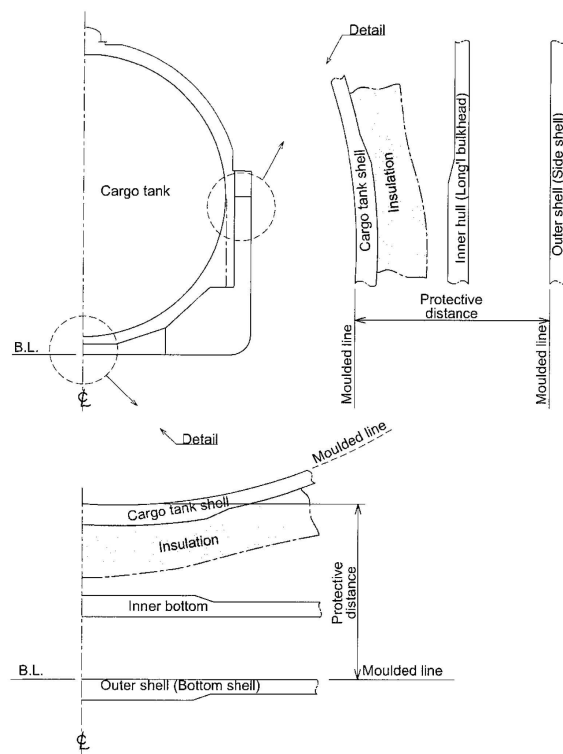 Detail
Cargo tank
B.L.
℄
Cargo tank shell
Insulation
Inner hull (Long'l bulkhead)
Outer shell (Side shell)
Protective
distance
Moulded line
Moulded line
Detail
Moulded line
Cargo tank shell
Insulation
Inner bottom
Protective
distance
B.L.
Moulded line
Outer shell (Bottom shell)
℄